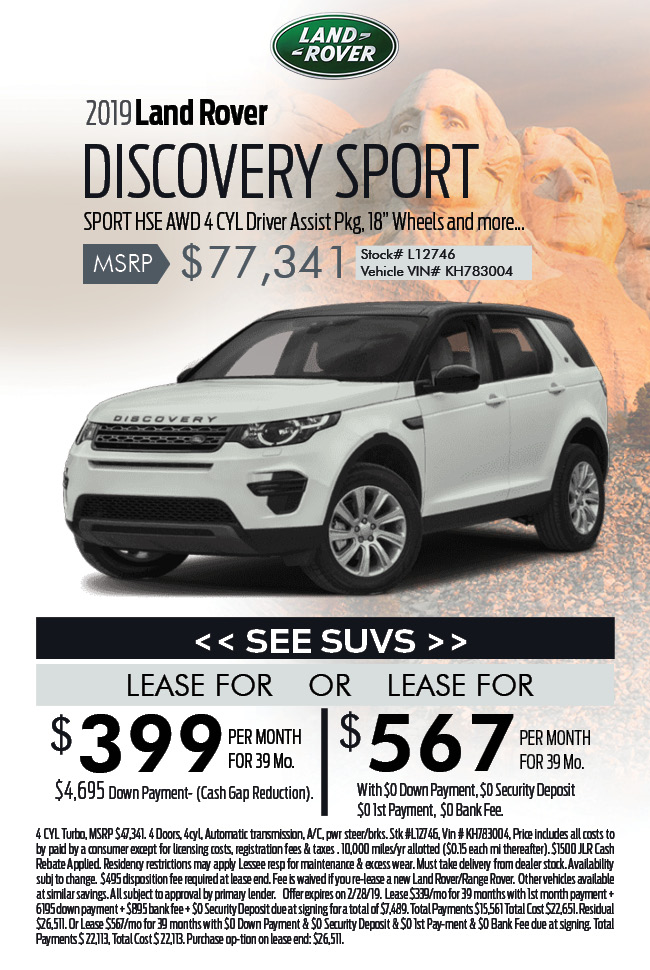 LAND-
-ROVER
2019 Land Rover
DISCOVERY SPORT
SPORT HSE AWD 4 CYL Driver Assist Pkg, 18" Wheels and more...
MSRP $77,341 Stock# L12746
Vehicle VIN# KH783004
DISCOVERY
<< SEE SUVS >>
LEASE FOR OR LEASE FOR
$399 PER MONTH FOR 39 Mo.
$4,695 Down Payment- (Cash Gap Reduction).
$567 PER MONTH FOR 39 Mo.
With $0 Down Payment, $0 Security Deposit
$0 1st Payment, $0 Bank Fee.
4 CYL Turbo, MSRP $47,341. 4 Doors, 4cyl, Automatic transmission, A/C, pwr steer/brks. Stk #L12746, Vin # KH783004, Price includes all costs to
by paid by a consumer except for licensing costs, registration fees & taxes . 10,000 miles/yr allotted ($0.15 each mi thereafter). $1500 JLR Cash
Rebate Applied. Residency restrictions may apply Lessee resp for maintenance & excess wear. Must take delivery from dealer stock. Availability
subj to change. $495 disposition fee required at lease end. Fee is waived if you re-lease a new Land Rover/Range Rover. Other vehicles available
at similar savings. All subject to approval by primary lender. Offer expires on 2/28/19. Lease $339/mo for 39 months with 1st month payment +
6195 down payment + $895 bank fee + $0 Security Deposit due at signing for a total of $7,489. Total Payments $15,561 Total Cost $22,651. Residual
$26,511. Or Lease $567/mo for 39 months with $0 Down Payment & $0 Security Deposit & $0 1st Pay-ment & $0 Bank Fee due at signing. Total
Payments $ 22,113, Total Cost $ 22,113. Purchase op-tion on lease end: $26,511.